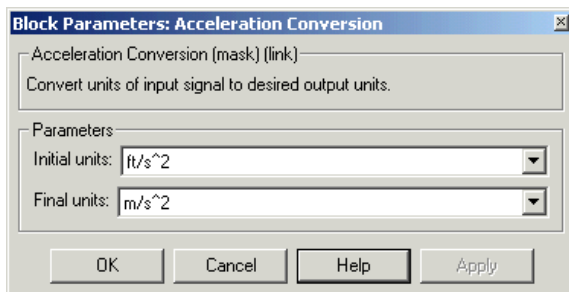 Block Parameters: Acceleration Conversion
Acceleration Conversion (mask) (link)
Convert units of input signal to desired output units.
Parameters
Initial units: ft/s^2
Final units: m/s^2
OK Cancel Help Apply